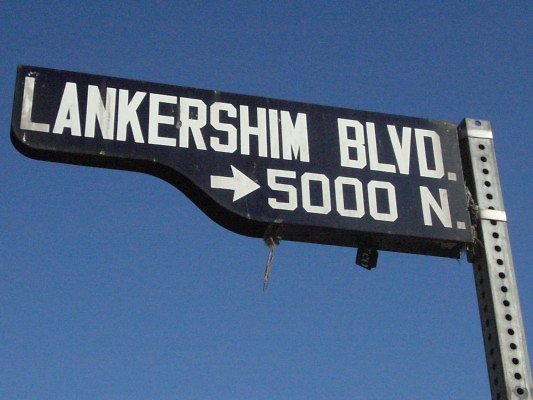 LANKERSHIM BLVD.
→ 5000 N.